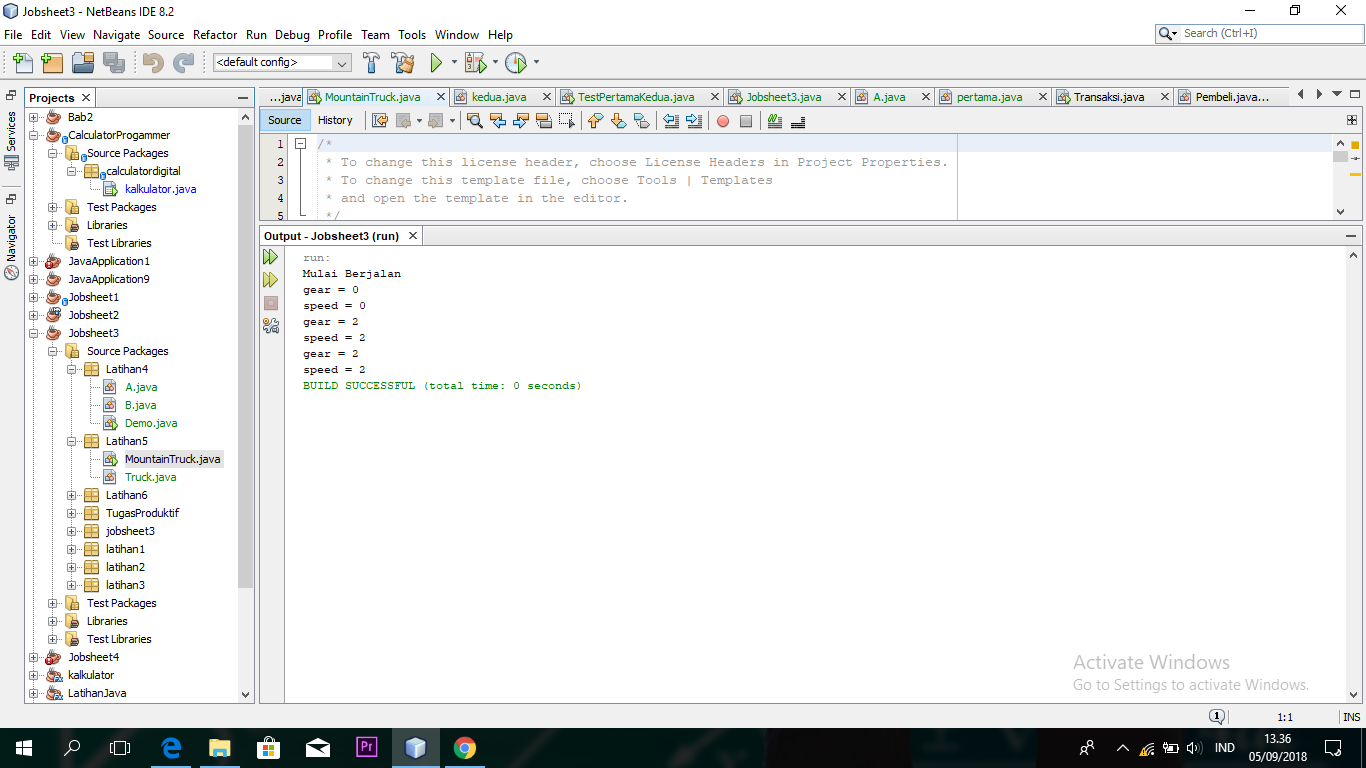 Jobsheet3 - NetBeans IDE 8.2
File Edit View Navigate Source Refactor Run Debug Profile Team Tools Window Help
Search (Ctrl+I)
<default config>
Projects
...java MountainTruck.java kedua.java TestPertamaKedua.java Jobsheet3.java A.java pertama.java Transaksi.java Pembeli.java...
Services
Navigator
Bab2
CalculatorProgammer
Source Packages
calculatordigital
kalkulator.java
Test Packages
Libraries
Test Libraries
JavaApplication1
JavaApplication9
Jobsheet1
Jobsheet2
Jobsheet3
Source Packages
Latihan4
A.java
B.java
Demo.java
Latihan5
MountainTruck.java
Truck.java
Latihan6
TugasProduktif
jobsheet3
latihan1
latihan2
latihan3
Test Packages
Libraries
Test Libraries
Jobsheet4
kalkulator
LatihanJava
Source History
1 /*
2 * To change this license header, choose License Headers in Project Properties.
3 * To change this template file, choose Tools | Templates
4 * and open the template in the editor.
5 */
Output - Jobsheet3 (run)
run:
Mulai Berjalan
gear = 0
speed = 0
gear = 2
speed = 2
gear = 2
speed = 2
BUILD SUCCESSFUL (total time: 0 seconds)
Activate Windows
Go to Settings to activate Windows.
1 1:1 INS
Pr
IND
13.36
05/09/2018